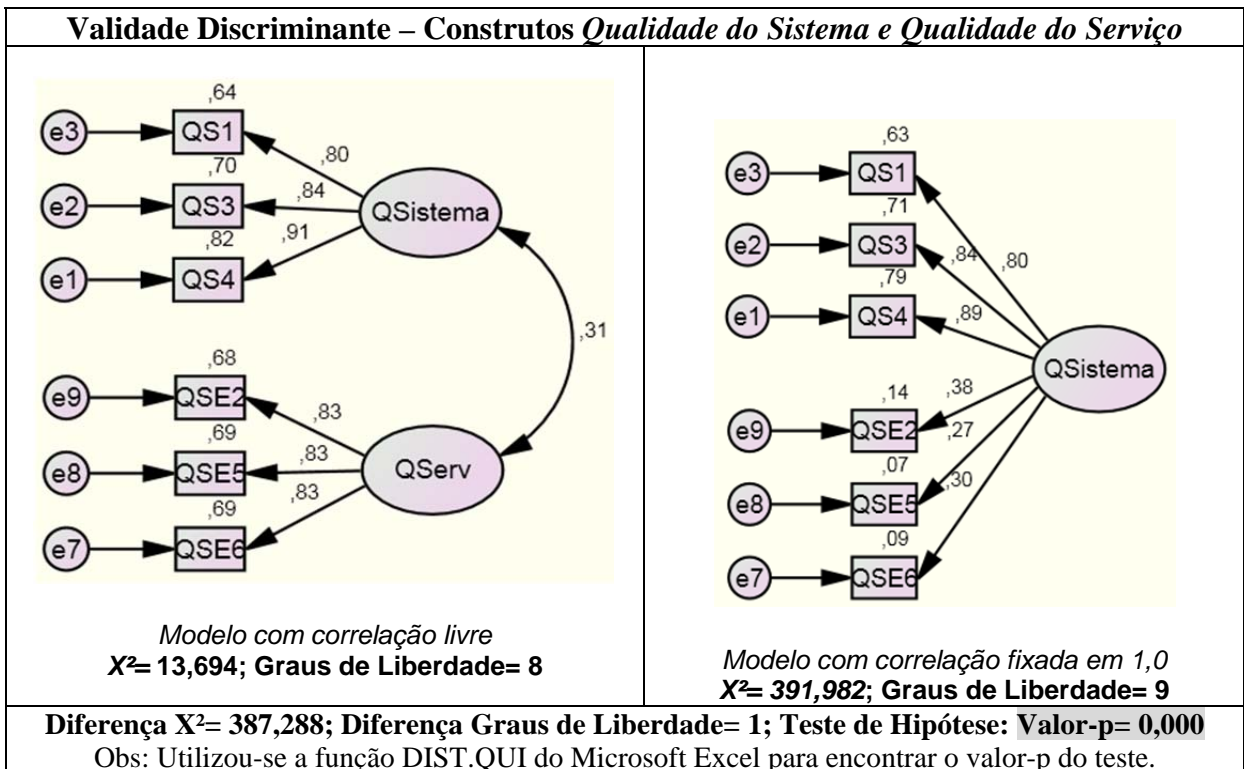 Validade Discriminante – Construtos Qualidade do Sistema e Qualidade do Serviço
,64
e3
QS1
,80
,70
e2
QS3
,84
QSistema
,82
,91
e1
QS4
,31
,68
e9
QSE2
,83
,69
e8
QSE5
,83
QServ
,69
,83
e7
QSE6
Modelo com correlação livre
X²= 13,694; Graus de Liberdade= 8
,63
e3
QS1
,71
e2
QS3
,84
,80
,79
e1
QS4
,89
QSistema
,14
,38
e9
QSE2
,27
,07
,30
e8
QSE5
,09
e7
QSE6
Modelo com correlação fixada em 1,0
X²= 391,982; Graus de Liberdade= 9
Diferença X²= 387,288; Diferença Graus de Liberdade= 1; Teste de Hipótese: Valor-p= 0,000
Obs: Utilizou-se a função DIST.QUI do Microsoft Excel para encontrar o valor-p do teste.